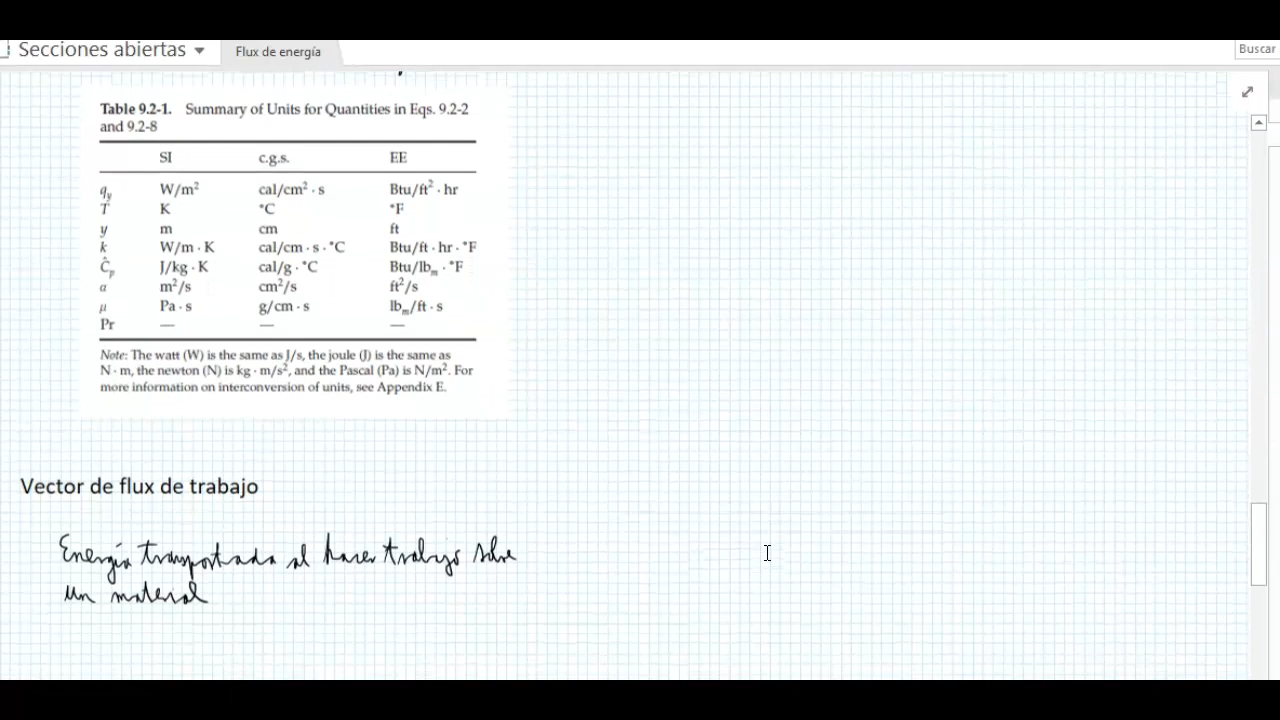 Secciones abiertas
Flux de energía
Buscar
Table 9.2-1. Summary of Units for Quantities in Eqs. 9.2-2
and 9.2-8
SI c.g.s. EE
q_y W/m² cal/cm² · s Btu/ft² · hr
T K °C °F
y m cm ft
k W/m · K cal/cm · s · °C Btu/ft · hr · °F
Ĉ_p J/kg · K cal/g · °C Btu/lb_m · °F
α m²/s cm²/s ft²/s
μ Pa · s g/cm · s lb_m/ft · s
Pr — — —
Note: The watt (W) is the same as J/s, the joule (J) is the same as
N · m, the newton (N) is kg · m/s², and the Pascal (Pa) is N/m². For
more information on interconversion of units, see Appendix E.
Vector de flux de trabajo
Energía transportada al hacer trabajo sobre
un material